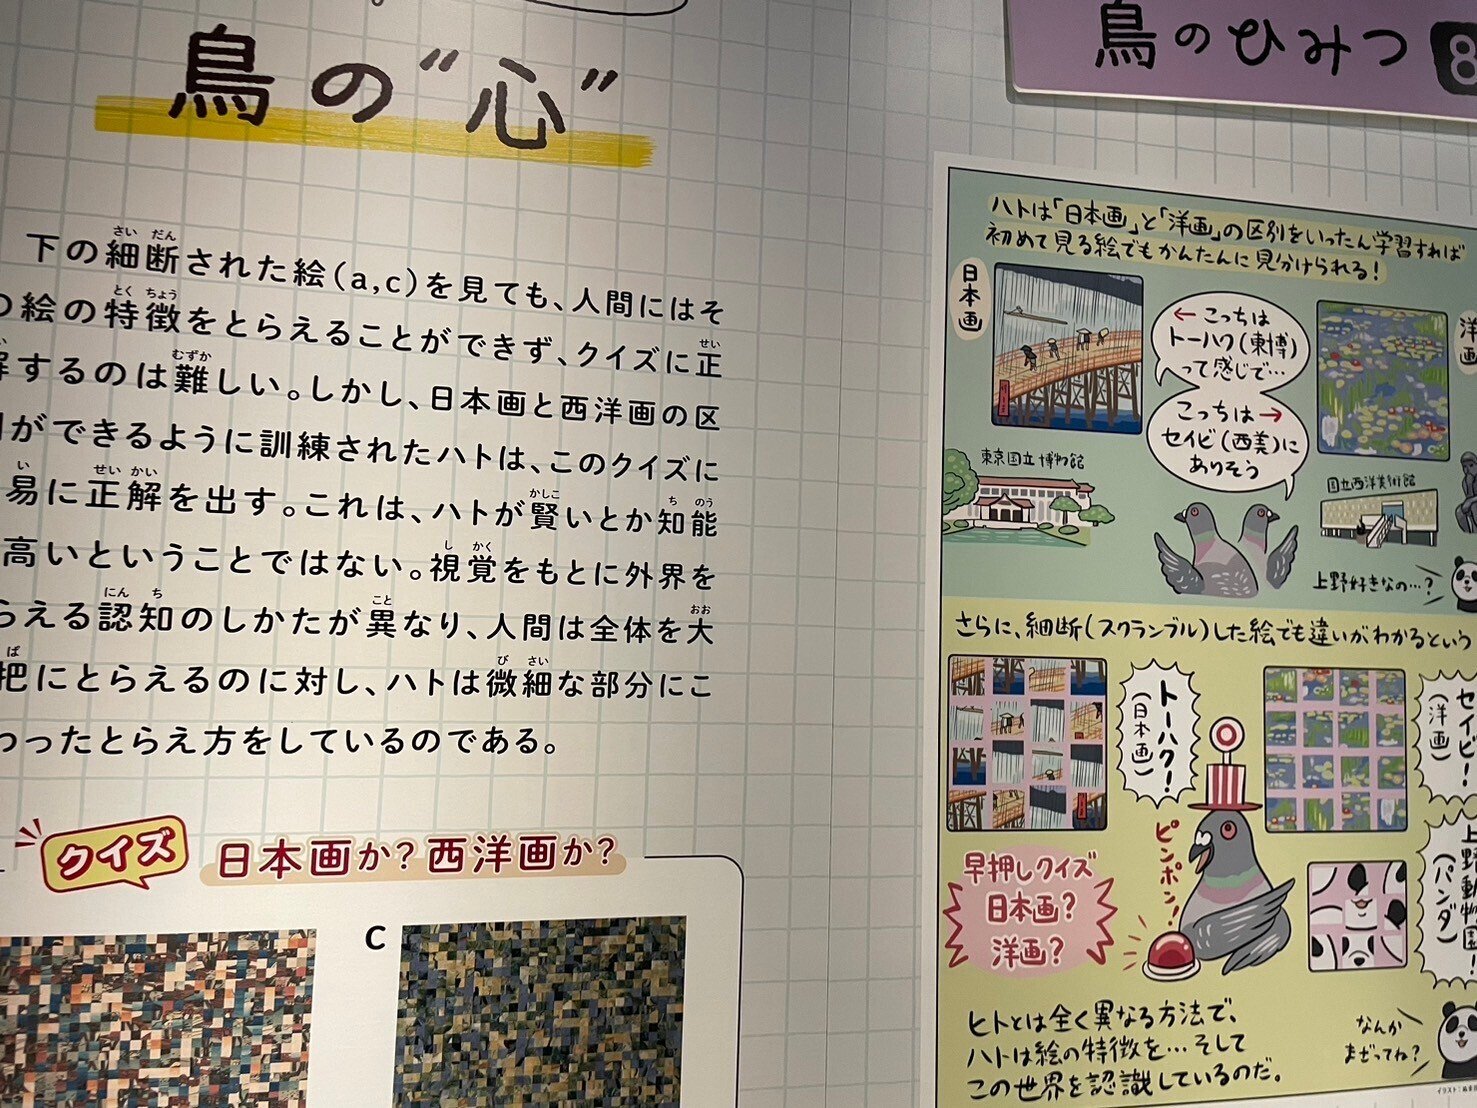 鳥の“心”
下の細断された絵（a,c）を見ても、人間にはそ
の絵の特徴をとらえることができず、クイズに正
解するのは難しい。しかし、日本画と西洋画の区
ができるように訓練されたハトは、このクイズに
易に正解を出す。これは、ハトが賢いとか知能
高いということではない。視覚をもとに外界を
らえる認知のしかたが異なり、人間は全体を大
把にとらえるのに対し、ハトは微細な部分にこ
わったとらえ方をしているのである。
クイズ 日本画か？西洋画か？
C
鳥のひみつ 8
ハトは「日本画」と「洋画」の区別をいったん学習すれば
初めて見る絵でもかんたんに見分けられる！
日本画
←こっちは
トーハク（東博）
って感じで…
こっちは→
セイビ（西美）に
ありそう
洋画
東京国立博物館
国立西洋美術館
上野好きなの…？
さらに、細断（スクランブル）した絵でも違いがわかるという
トーハク！
（日本画）
セイビ！
（洋画）
ピンポン！
早押しクイズ
日本画？
洋画？
上野動物園！
（パンダ）
ヒトとは全く異なる方法で、
ハトは絵の特徴を…そして
この世界を認識しているのだ。
なんか
まざってね？
イラスト：